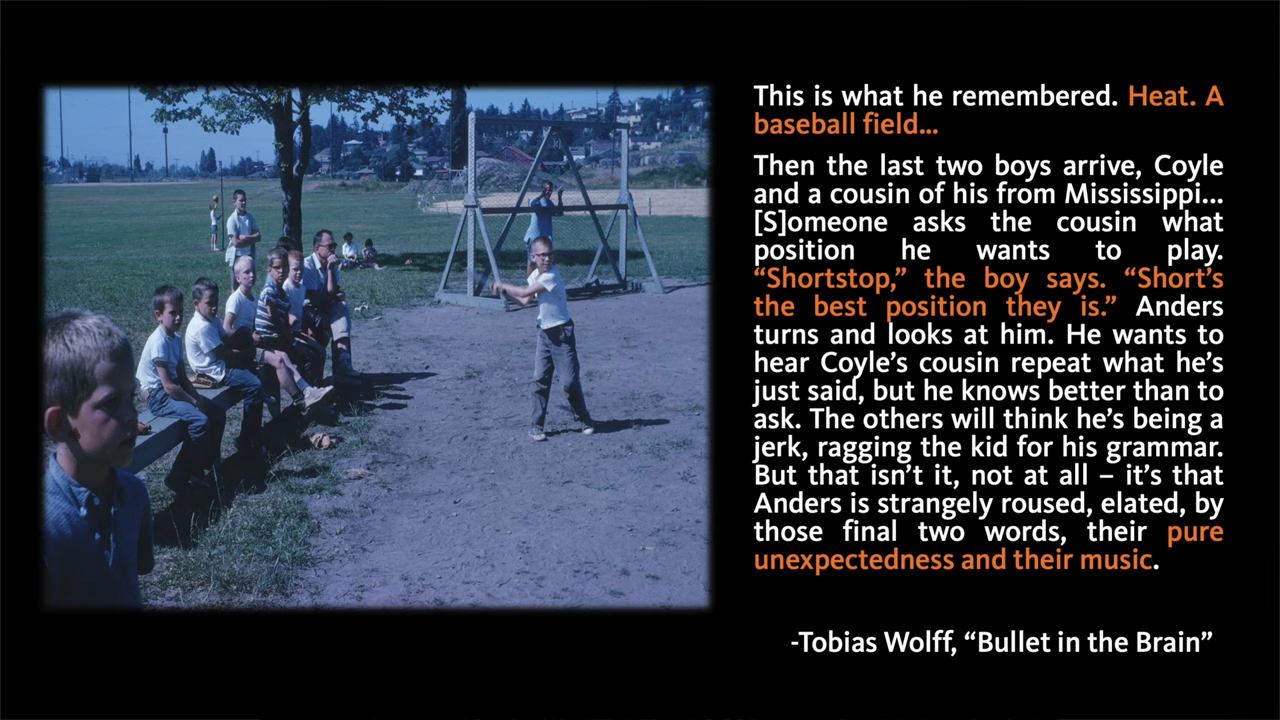 This is what he remembered. Heat. A
baseball field...
Then the last two boys arrive, Coyle
and a cousin of his from Mississippi...
[S]omeone asks the cousin what
position he wants to play.
“Shortstop,” the boy says. “Short’s
the best position they is.” Anders
turns and looks at him. He wants to
hear Coyle’s cousin repeat what he’s
just said, but he knows better than to
ask. The others will think he’s being a
jerk, ragging the kid for his grammar.
But that isn’t it, not at all – it’s that
Anders is strangely roused, elated, by
those final two words, their pure
unexpectedness and their music.
-Tobias Wolff, “Bullet in the Brain”